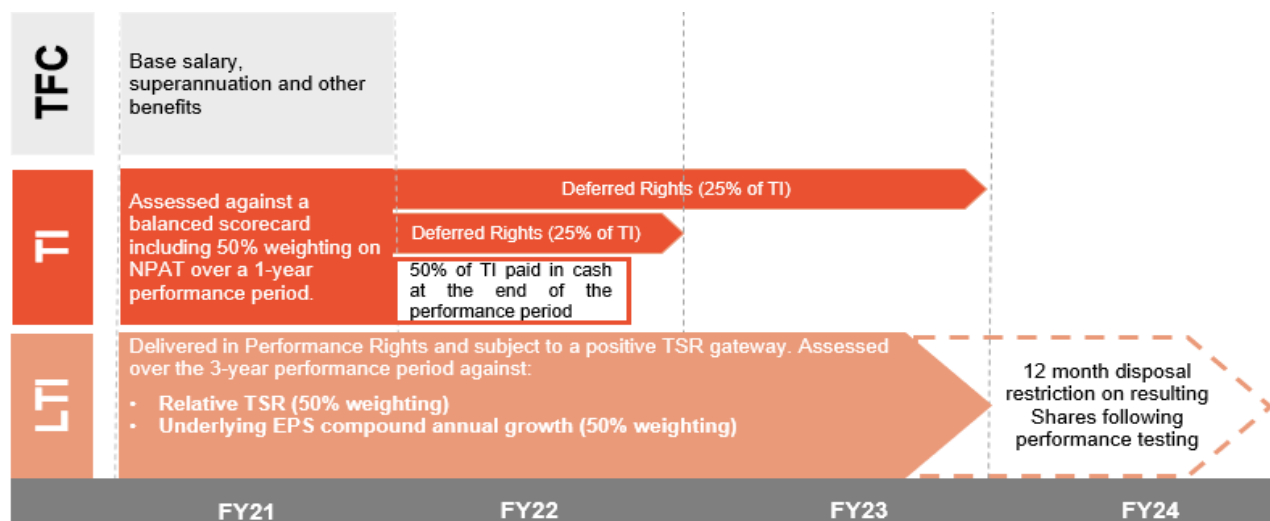 TFC
Base salary,
superannuation and other
benefits
TI
Assessed against a
balanced scorecard
including 50% weighting on
NPAT over a 1-year
performance period.
Deferred Rights (25% of TI)
Deferred Rights (25% of TI)
50% of TI paid in cash
at the end of the
performance period
LTI
Delivered in Performance Rights and subject to a positive TSR gateway. Assessed
over the 3-year performance period against:
• Relative TSR (50% weighting)
• Underlying EPS compound annual growth (50% weighting)
12 month disposal
restriction on resulting
Shares following
performance testing
FY21
FY22
FY23
FY24